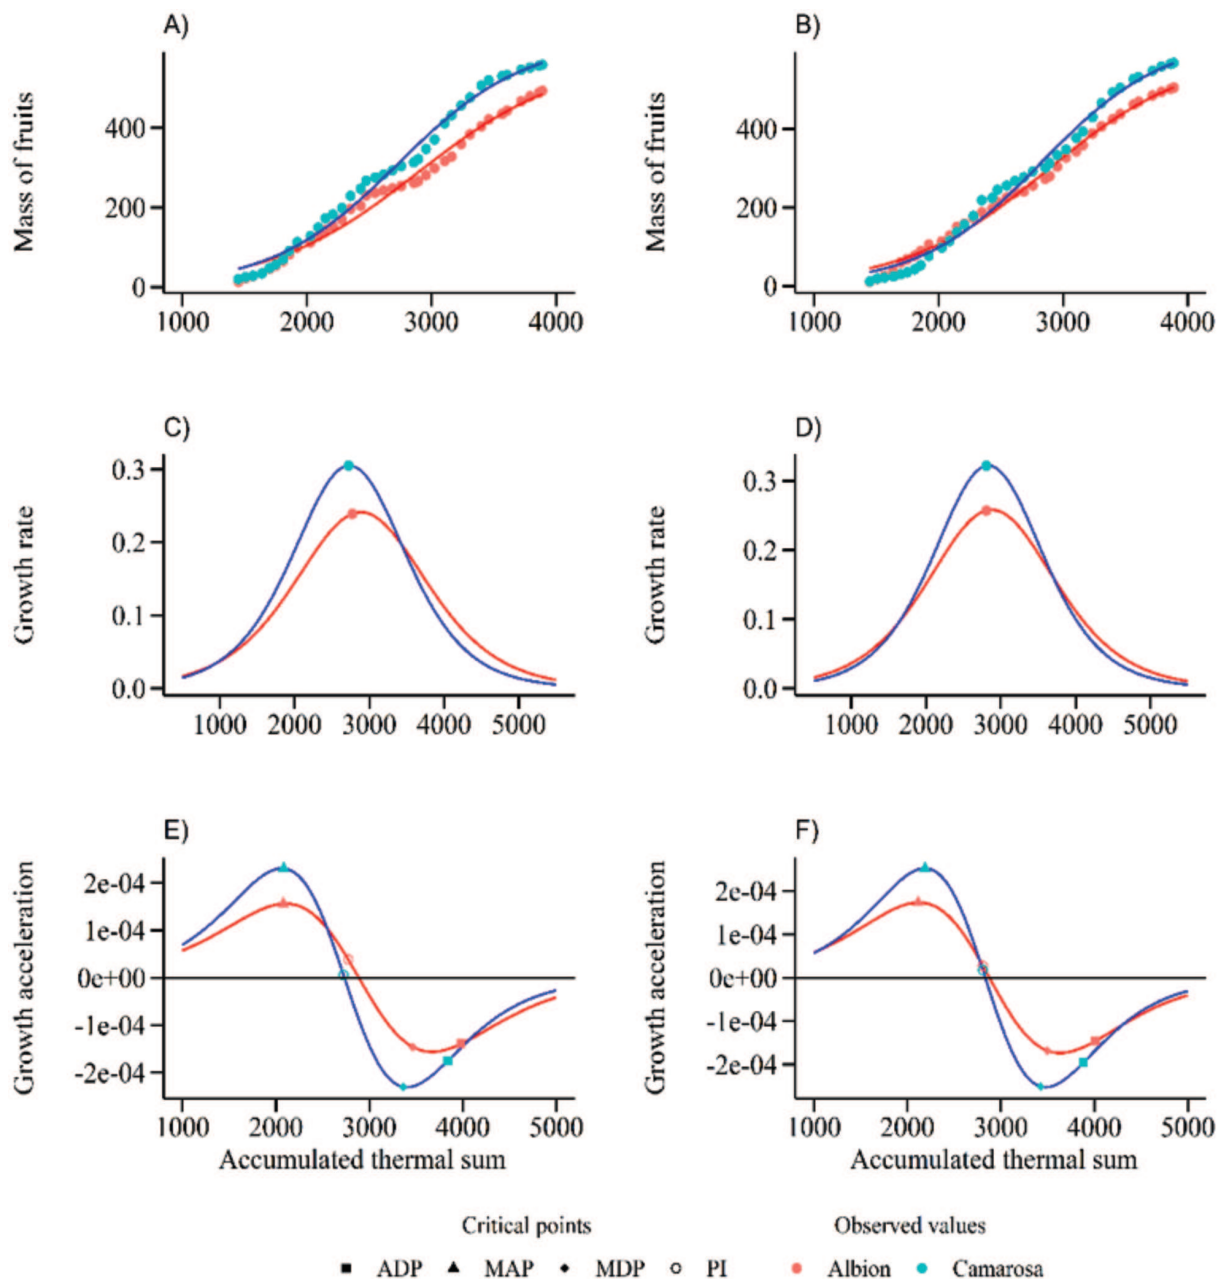 A)
B)
Mass of fruits
400
200
0
1000 2000 3000 4000
Mass of fruits
400
200
0
1000 2000 3000 4000
C)
D)
Growth rate
0.3
0.2
0.1
0.0
1000 2000 3000 4000 5000
Growth rate
0.3
0.2
0.1
0.0
1000 2000 3000 4000 5000
E)
F)
Growth acceleration
2e-04
1e-04
0e+00
-1e-04
-2e-04
1000 2000 3000 4000 5000
Accumulated thermal sum
Growth acceleration
2e-04
1e-04
0e+00
-1e-04
-2e-04
1000 2000 3000 4000 5000
Accumulated thermal sum
Critical points Observed values
ADP MAP MDP PI Albion Camarosa